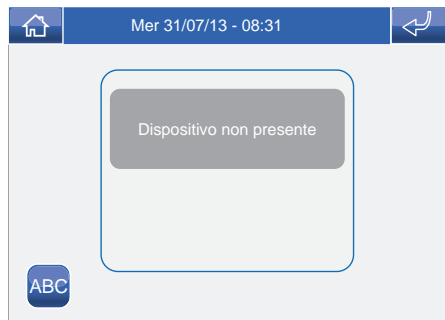 Mer 31/07/13 - 08:31
Dispositivo non presente
ABC